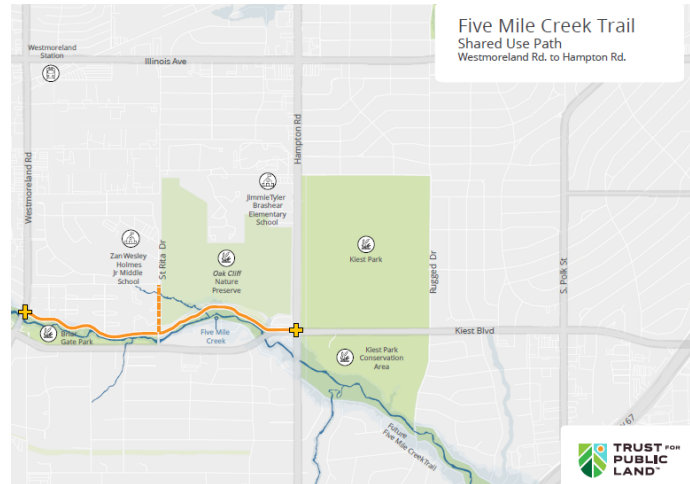 Five Mile Creek Trail
Shared Use Path
Westmoreland Rd. to Hampton Rd.
Westmoreland
Station
Illinois Ave
Westmoreland Rd
Hampton Rd
S. Polk St
JimmieTyler
Brashear
Elementary
School
Zan Wesley
Holmes
Jr Middle
School
St Rita Dr
Oak Cliff
Nature
Preserve
Kiest Park
Rugged Dr
Briar
Gate Park
Five Mile
Creek
Kiest Blvd
Kiest Park
Conservation
Area
Future
Five Mile Creek Trail
67
TRUST FOR
PUBLIC
LAND™